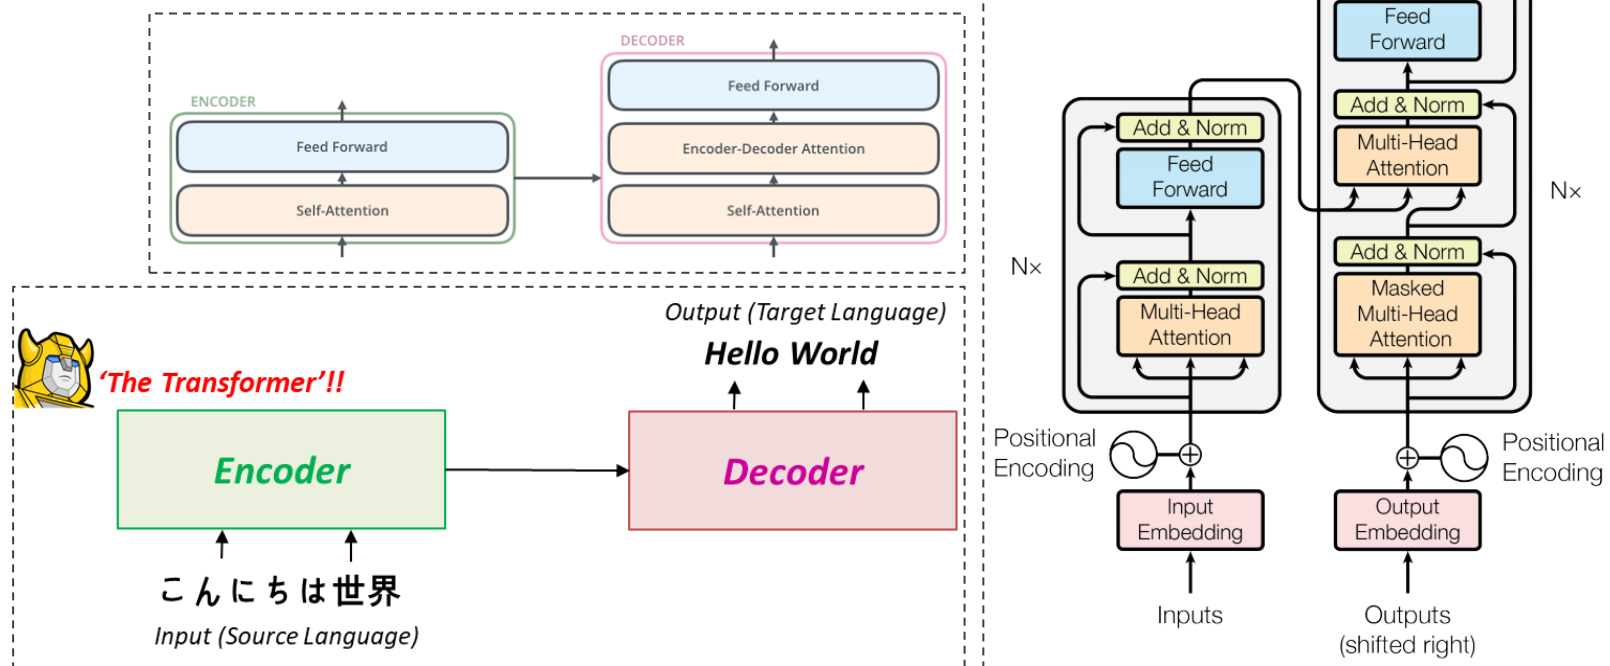 DECODER
Feed Forward
Encoder-Decoder Attention
Self-Attention
ENCODER
Feed Forward
Self-Attention
Output (Target Language)
Hello World
‘The Transformer’!!
Encoder
Decoder
こんにちは世界
Input (Source Language)
Feed
Forward
Add & Norm
Multi-Head
Attention
Nx
Add & Norm
Masked
Multi-Head
Attention
Add & Norm
Feed
Forward
Nx
Add & Norm
Multi-Head
Attention
Positional
Encoding
Positional
Encoding
Input
Embedding
Output
Embedding
Inputs
Outputs
(shifted right)